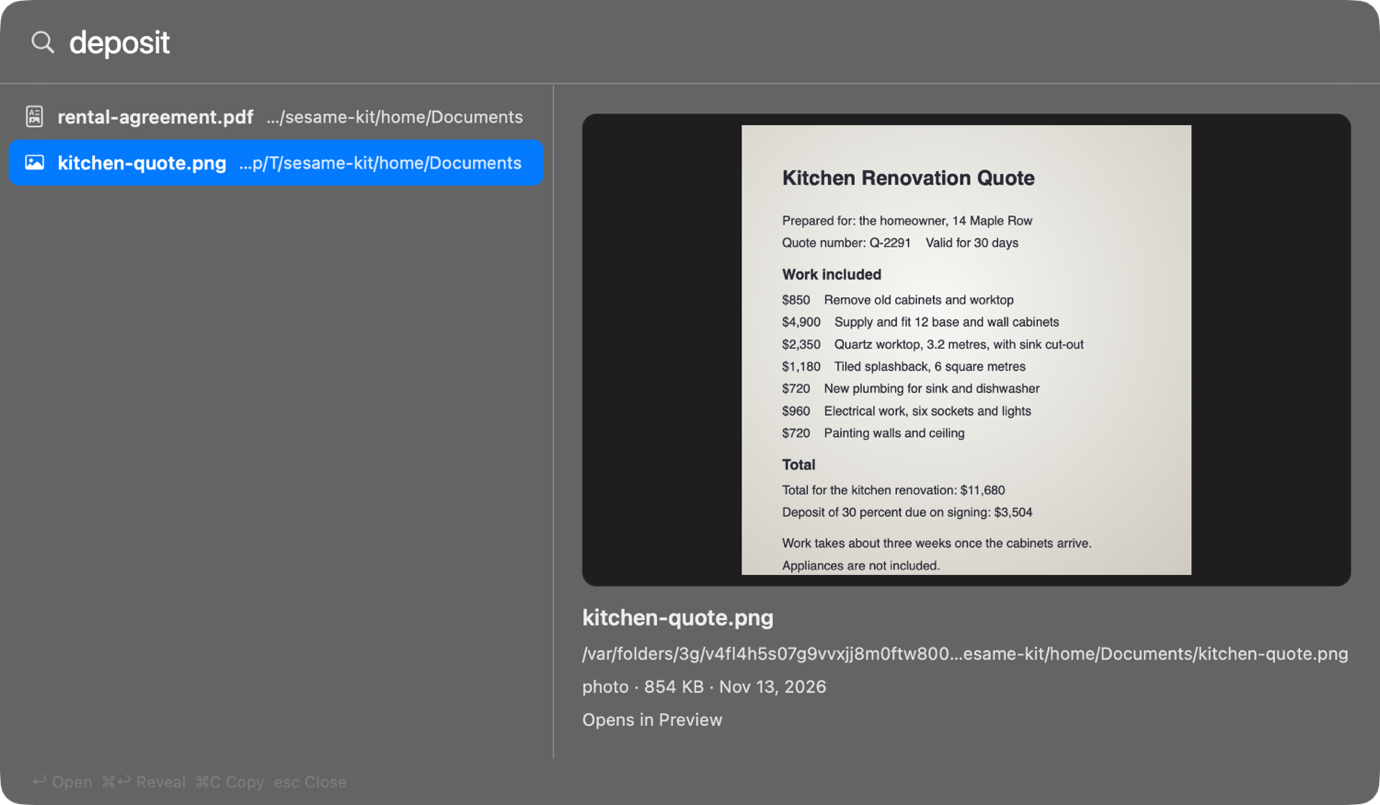 deposit
rental-agreement.pdf .../sesame-kit/home/Documents
kitchen-quote.png ...p/T/sesame-kit/home/Documents
Kitchen Renovation Quote
Prepared for: the homeowner, 14 Maple Row
Quote number: Q-2291 Valid for 30 days
Work included
$850 Remove old cabinets and worktop
$4,900 Supply and fit 12 base and wall cabinets
$2,350 Quartz worktop, 3.2 metres, with sink cut-out
$1,180 Tiled splashback, 6 square metres
$720 New plumbing for sink and dishwasher
$960 Electrical work, six sockets and lights
$720 Painting walls and ceiling
Total
Total for the kitchen renovation: $11,680
Deposit of 30 percent due on signing: $3,504
Work takes about three weeks once the cabinets arrive.
Appliances are not included.
kitchen-quote.png
/var/folders/3g/v4fl4h5s07g9vvxjj8m0ftw800...esame-kit/home/Documents/kitchen-quote.png
photo · 854 KB · Nov 13, 2026
Opens in Preview
↩ Open ⌘↩ Reveal ⌘C Copy esc Close